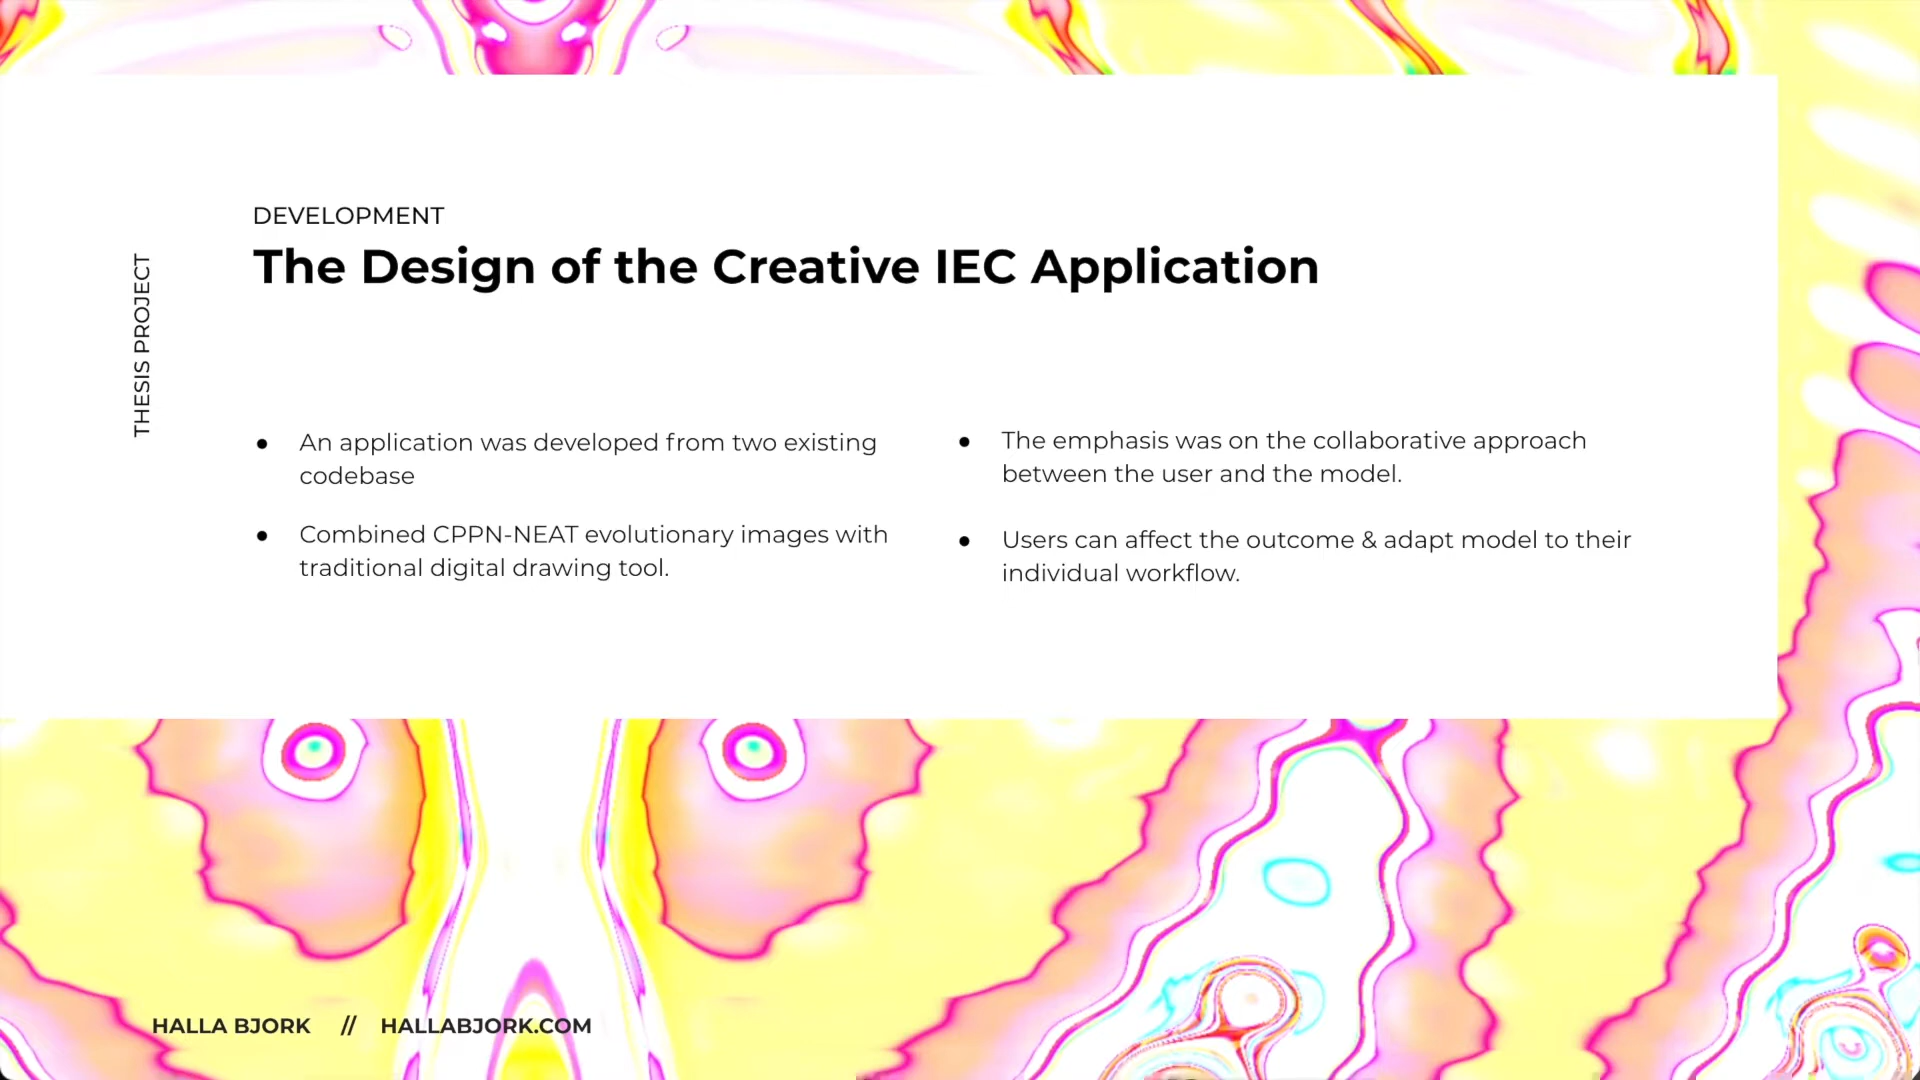 DEVELOPMENT
The Design of the Creative IEC Application
THESIS PROJECT
● An application was developed from two existing
codebase
● Combined CPPN-NEAT evolutionary images with
traditional digital drawing tool.
● The emphasis was on the collaborative approach
between the user and the model.
● Users can affect the outcome & adapt model to their
individual workflow.
HALLA BJORK // HALLABJORK.COM